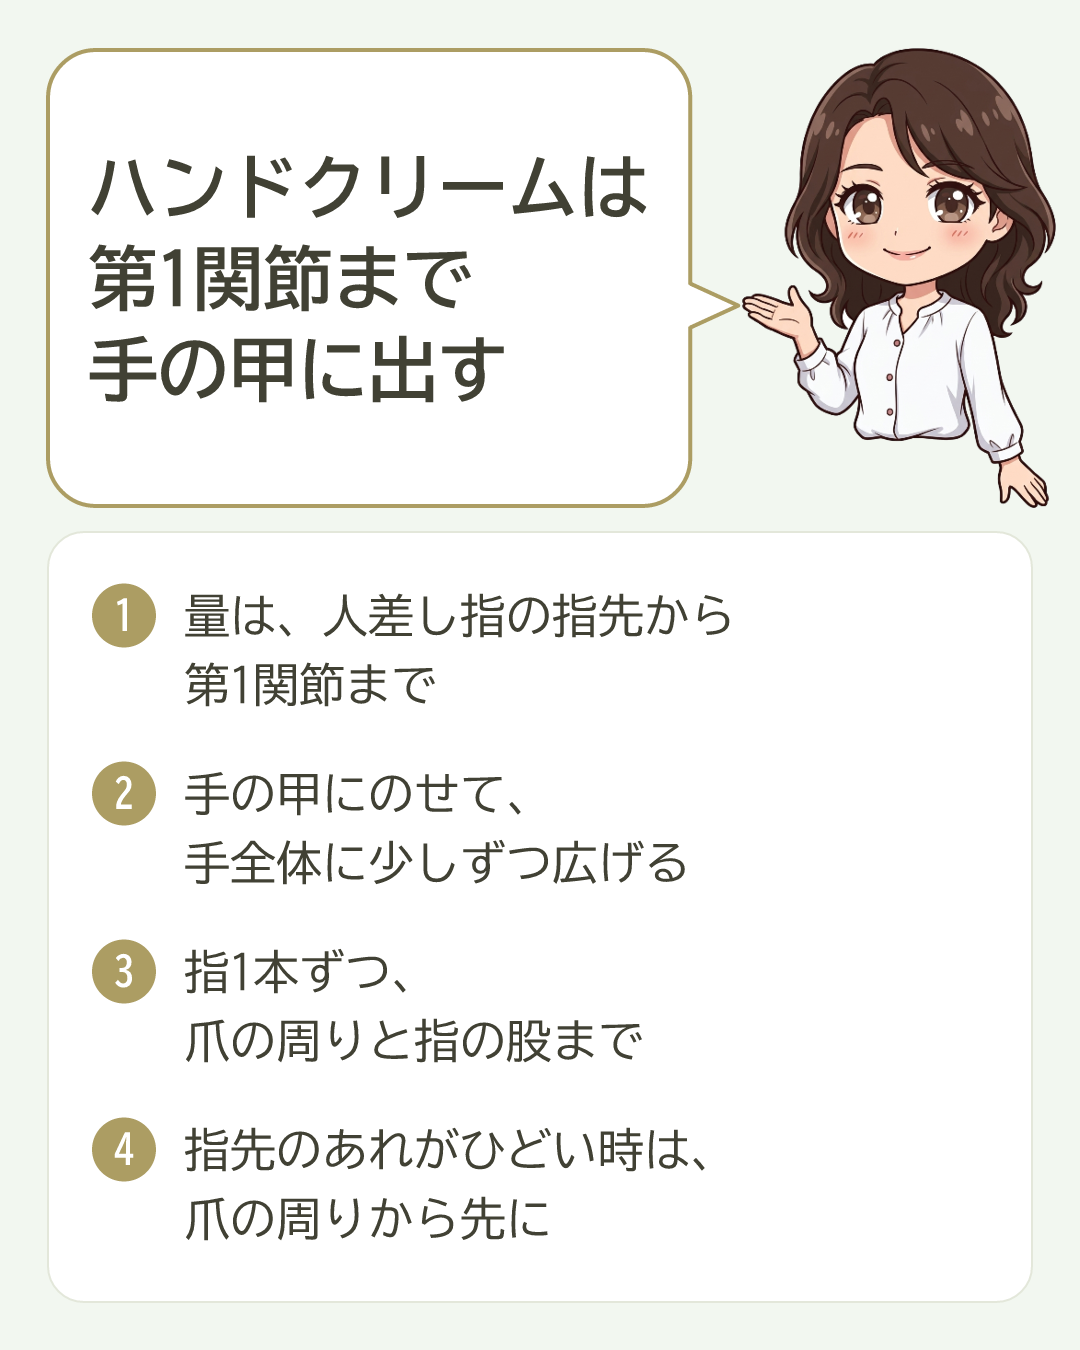 ハンドクリームは
第1関節まで
手の甲に出す
1 量は、人差し指の指先から
第1関節まで
2 手の甲にのせて、
手全体に少しずつ広げる
3 指1本ずつ、
爪の周りと指の股まで
4 指先のあれがひどい時は、
爪の周りから先に